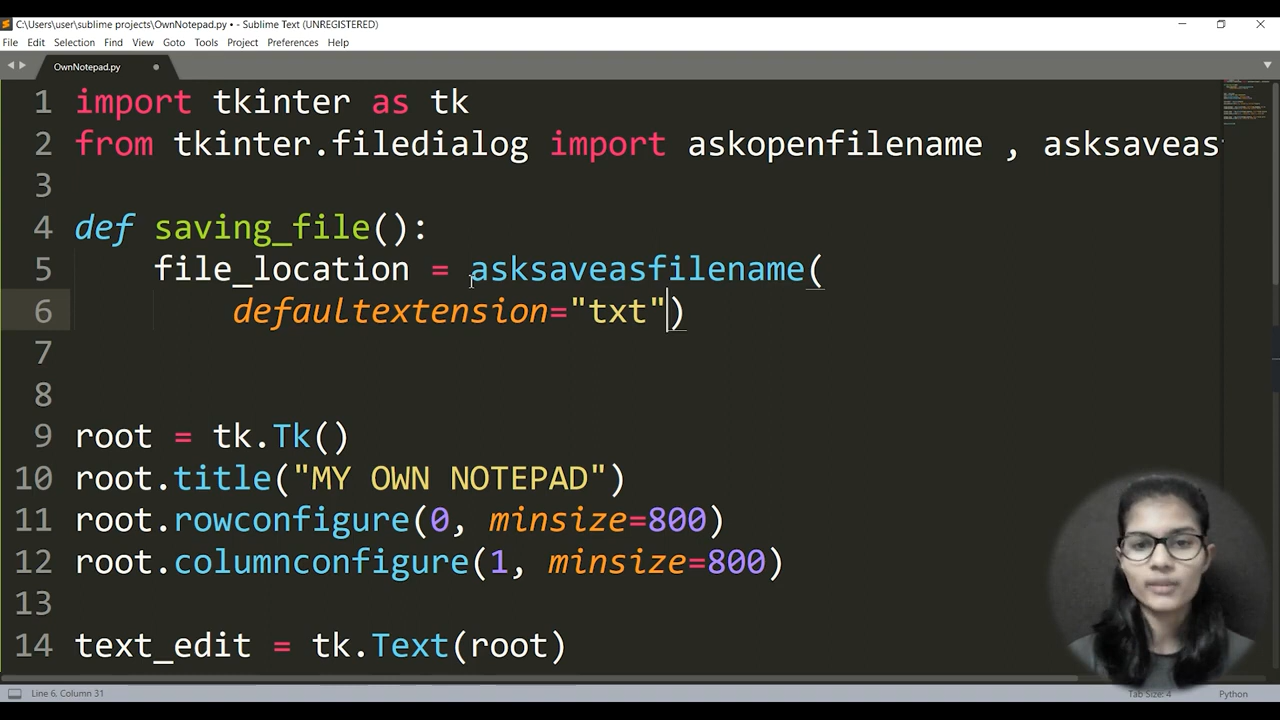 C:\Users\user\sublime projects\OwnNotepad.py • - Sublime Text (UNREGISTERED)
File Edit Selection Find View Goto Tools Project Preferences Help
OwnNotepad.py
1 import tkinter as tk
2 from tkinter.filedialog import askopenfilename , asksaveas
3
4 def saving_file():
5 file_location = asksaveasfilename(
6 defaultextension="txt")
7
8
9 root = tk.Tk()
10 root.title("MY OWN NOTEPAD")
11 root.rowconfigure(0, minsize=800)
12 root.columnconfigure(1, minsize=800)
13
14 text_edit = tk.Text(root)
Line 6, Column 31 Tab Size: 4 Python